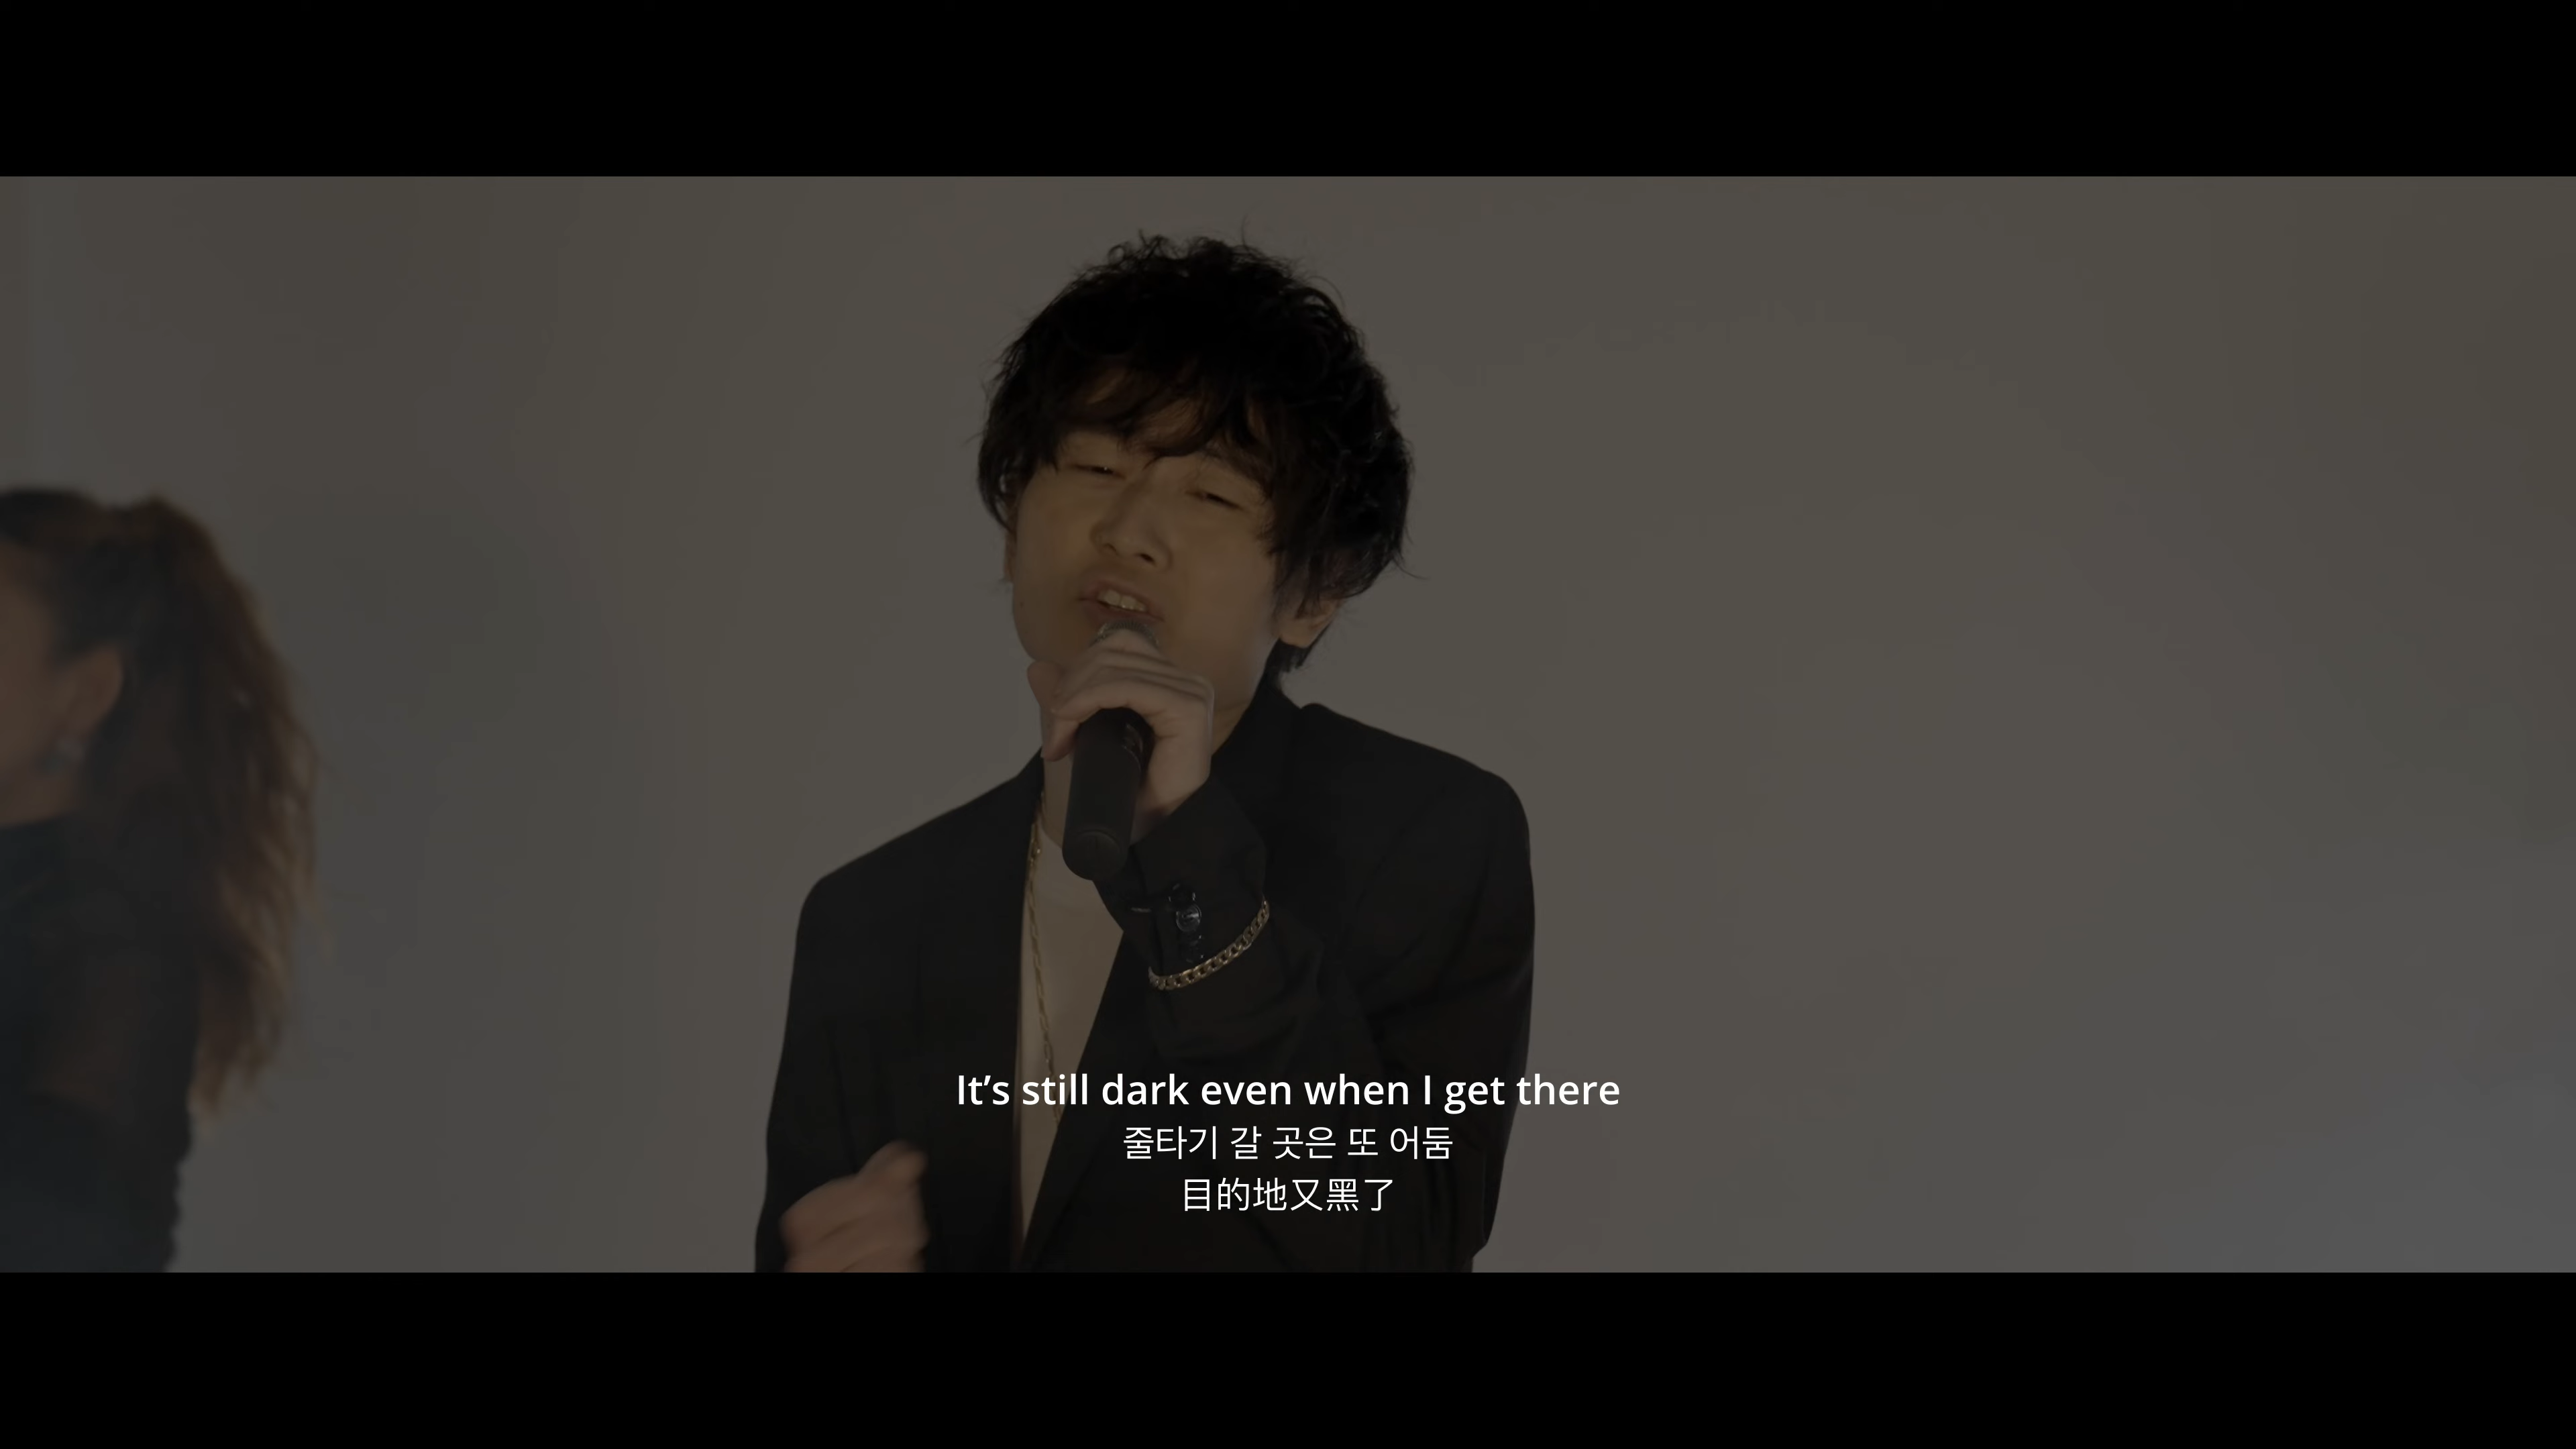 It’s still dark even when I get there
줄타기 갈 곳은 또 어둠
目的地又黑了